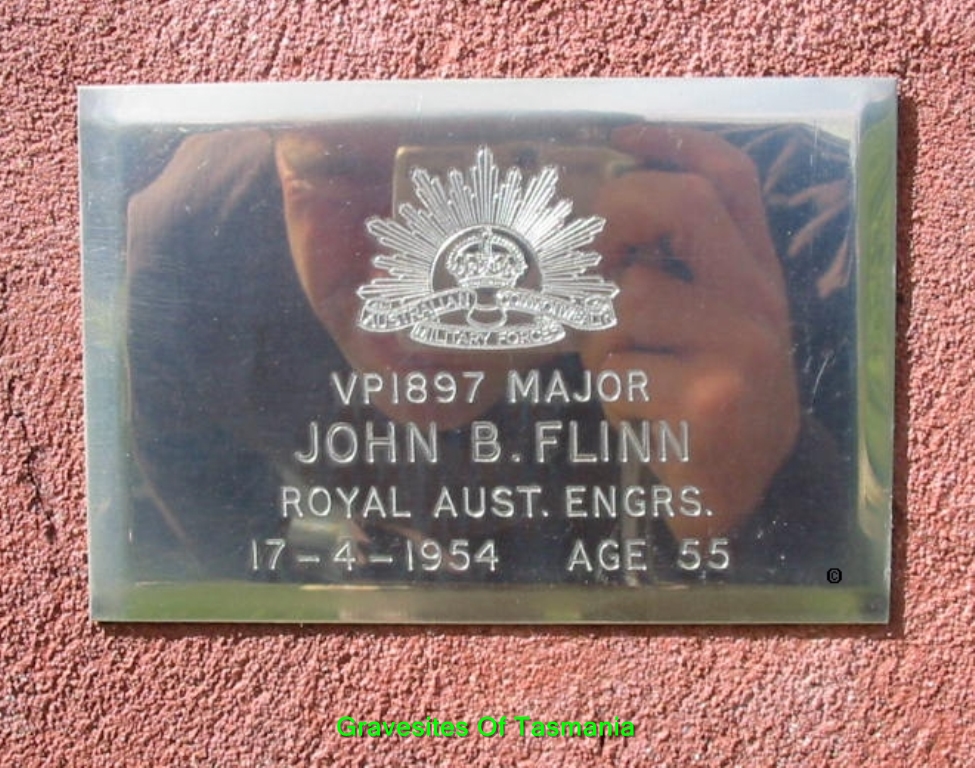 AUSTRALIAN COMMONWEALTH
MILITARY FORCES
VP1897 MAJOR
JOHN B. FLINN
ROYAL AUST. ENGRS.
17-4-1954 AGE 55
©
Gravesites Of Tasmania